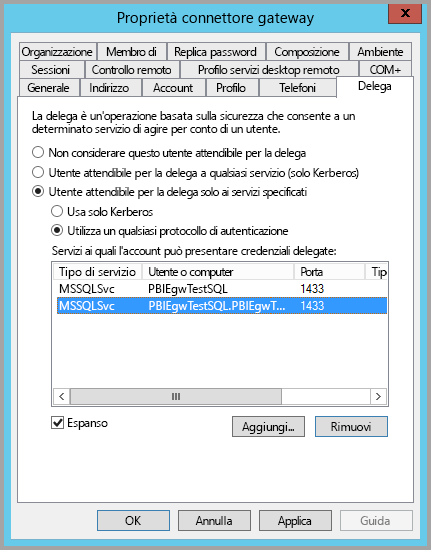 Proprietà connettore gateway
x
Organizzazione Membro di Replica password Composizione Ambiente
Sessioni Controllo remoto Profilo servizi desktop remoto COM+
Generale Indirizzo Account Profilo Telefoni Delega
La delega è un'operazione basata sulla sicurezza che consente a un
determinato servizio di agire per conto di un utente.
Non considerare questo utente attendibile per la delega
Utente attendibile per la delega a qualsiasi servizio (solo Kerberos)
Utente attendibile per la delega solo ai servizi specificati
Usa solo Kerberos
Utilizza un qualsiasi protocollo di autenticazione
Servizi ai quali l'account può presentare credenziali delegate:
Tipo di servizio Utente o computer Porta Tip
MSSQLSvc PBIEgwTestSQL 1433
MSSQLSvc PBIEgwTestSQL.PBIEgwT... 1433
Espanso Aggiungi... Rimuovi
OK Annulla Applica Guida